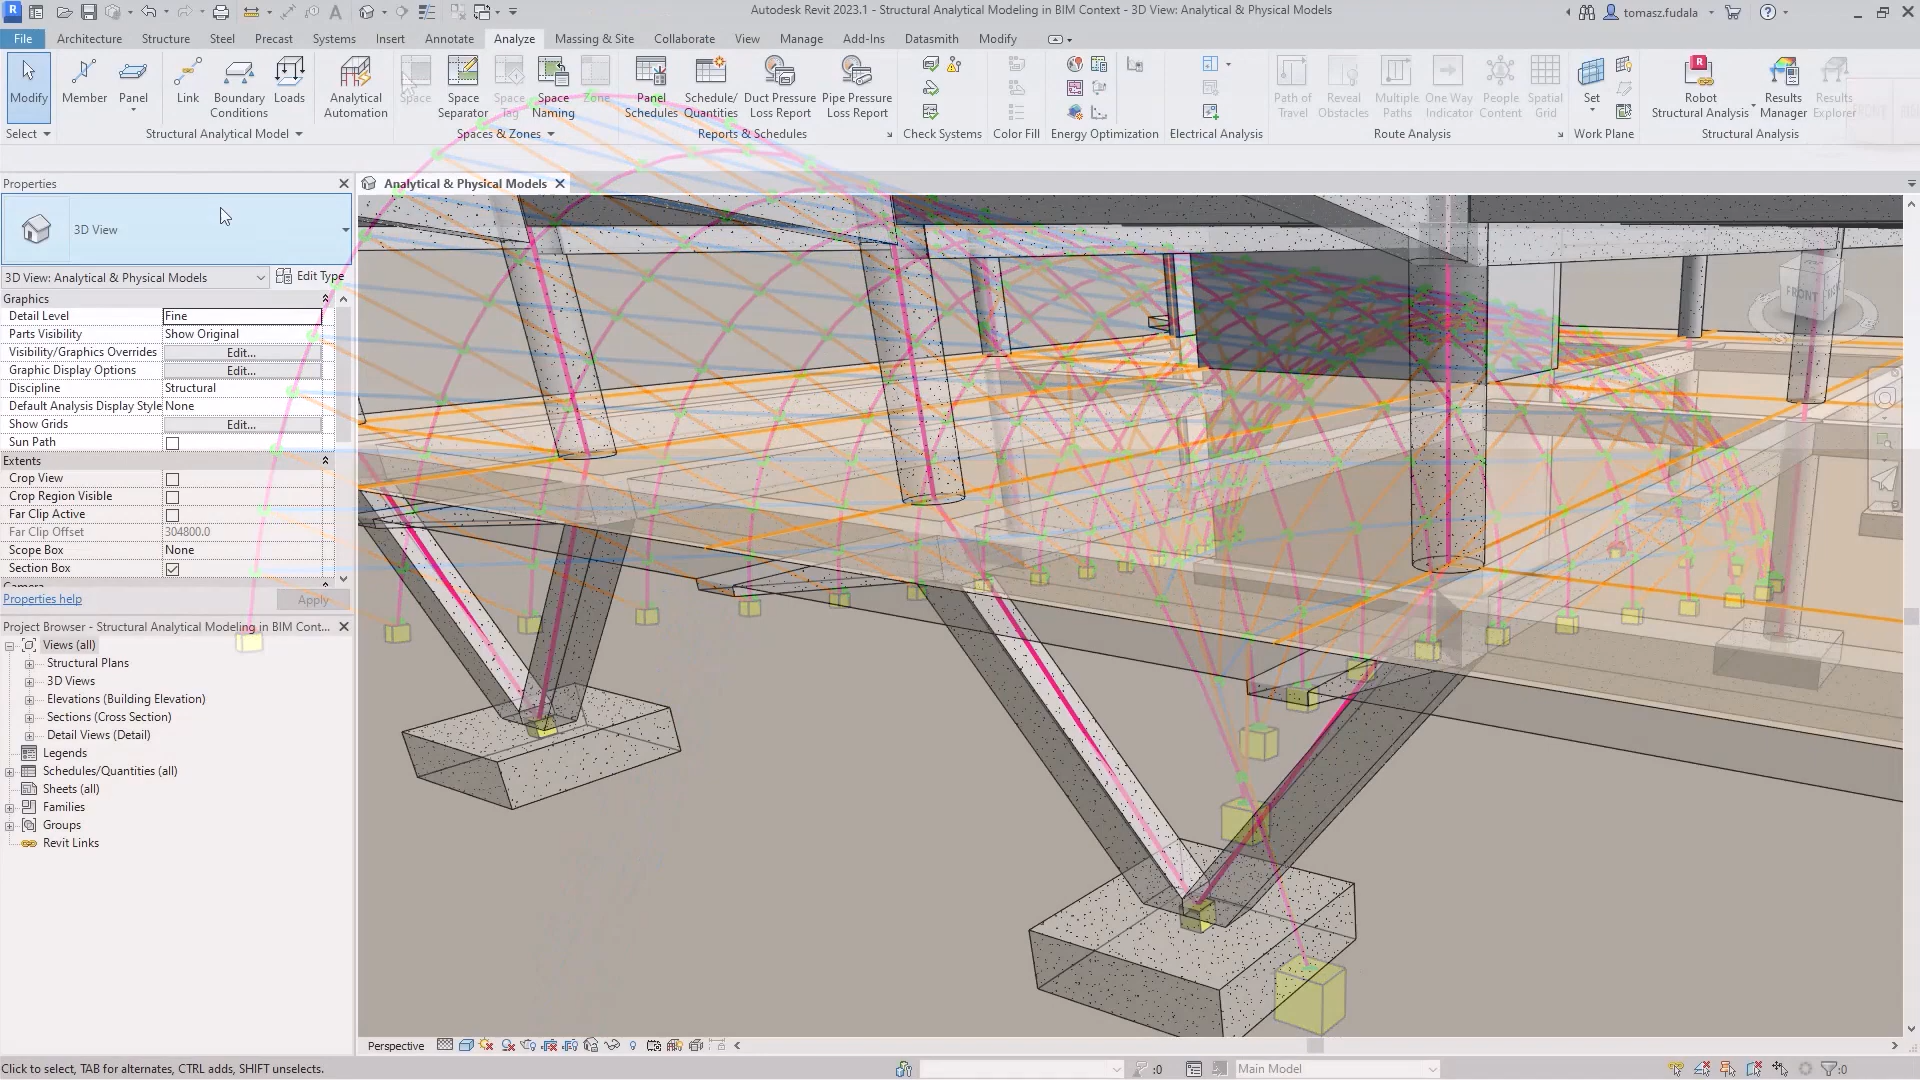 Autodesk Revit 2023.1 - Structural Analytical Modeling in BIM Context - 3D View: Analytical & Physical Models
tomasz.fudala
File Architecture Structure Steel Precast Systems Insert Annotate Analyze Massing & Site Collaborate View Manage Add-Ins Datasmith Modify
Modify Member Panel Link Boundary Conditions Loads Analytical Automation Space Space Separator Space Tag Space Naming Zone Panel Schedules Schedule/ Quantities Duct Pressure Loss Report Pipe Pressure Loss Report Path of Travel Reveal Obstacles Multiple Paths One Way Indicator People Content Spatial Grid Set Robot Structural Analysis Results Manager Results Explorer
Select Structural Analytical Model Spaces & Zones Reports & Schedules Check Systems Color Fill Energy Optimization Electrical Analysis Route Analysis Work Plane Structural Analysis
Properties
Analytical & Physical Models
3D View
3D View: Analytical & Physical Models Edit Type
Graphics
Detail Level Fine
Parts Visibility Show Original
Visibility/Graphics Overrides Edit...
Graphic Display Options Edit...
Discipline Structural
Default Analysis Display Style None
Show Grids Edit...
Sun Path
Extents
Crop View
Crop Region Visible
Far Clip Active
Far Clip Offset 304800.0
Scope Box None
Section Box
Camera
Properties help Apply
Project Browser - Structural Analytical Modeling in BIM Cont...
Views (all)
Structural Plans
3D Views
Elevations (Building Elevation)
Sections (Cross Section)
Detail Views (Detail)
Legends
Schedules/Quantities (all)
Sheets (all)
Families
Groups
Revit Links
FRONT
Perspective
Click to select, TAB for alternates, CTRL adds, SHIFT unselects.
:0
Main Model
:0